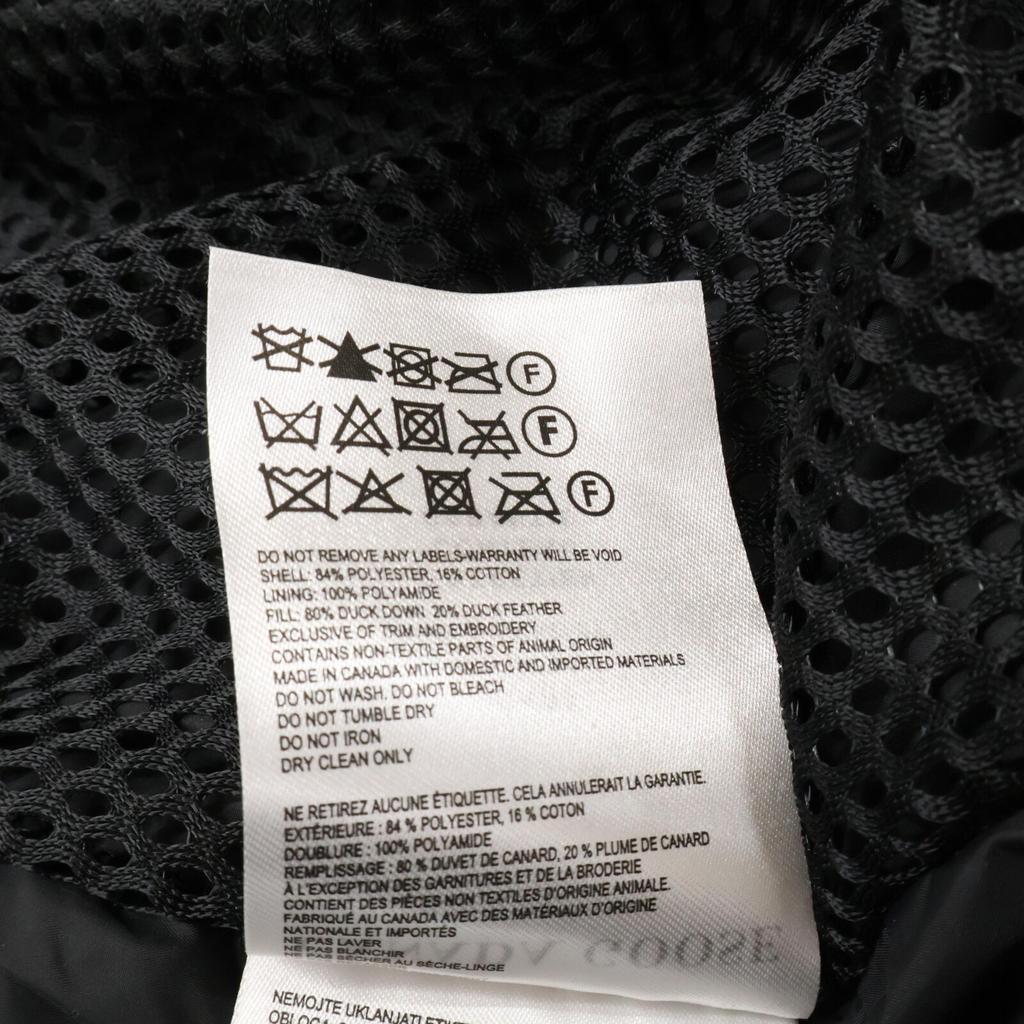 F
F
F
DO NOT REMOVE ANY LABELS-WARRANTY WILL BE VOID
SHELL: 84% POLYESTER, 16% COTTON
LINING: 100% POLYAMIDE
FILL: 80% DUCK DOWN 20% DUCK FEATHER
EXCLUSIVE OF TRIM AND EMBROIDERY
CONTAINS NON-TEXTILE PARTS OF ANIMAL ORIGIN
MADE IN CANADA WITH DOMESTIC AND IMPORTED MATERIALS
DO NOT WASH. DO NOT BLEACH
DO NOT TUMBLE DRY
DO NOT IRON
DRY CLEAN ONLY
NE RETIREZ AUCUNE ÉTIQUETTE. CELA ANNULERAIT LA GARANTIE.
EXTÉRIEURE : 84 % POLYESTER, 16 % COTON
DOUBLURE : 100% POLYAMIDE
REMPLISSAGE : 80 % DUVET DE CANARD, 20 % PLUME DE CANARD
À L'EXCEPTION DES GARNITURES ET DE LA BRODERIE
CONTIENT DES PIÈCES NON TEXTILES D'ORIGINE ANIMALE.
FABRIQUÉ AU CANADA AVEC DES MATÉRIAUX D'ORIGINE
NATIONALE ET IMPORTÉS
NE PAS LAVER
NE PAS BLANCHIR
NE PAS SÉCHER AU SÈCHE-LINGE
NEMOJTE UKLANJATI